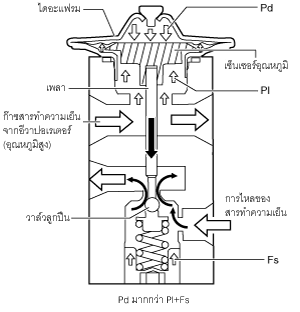 ไดอะแฟรม
Pd
เซ็นเซอร์อุณหภูมิ
เพลา
Pl
ก๊าซสารทำความเย็น
จากอีวาปอเรเตอร์
(อุณหภูมิสูง)
การไหลของ
สารทำความเย็น
วาล์วลูกปืน
Fs
Pd มากกว่า Pl+Fs